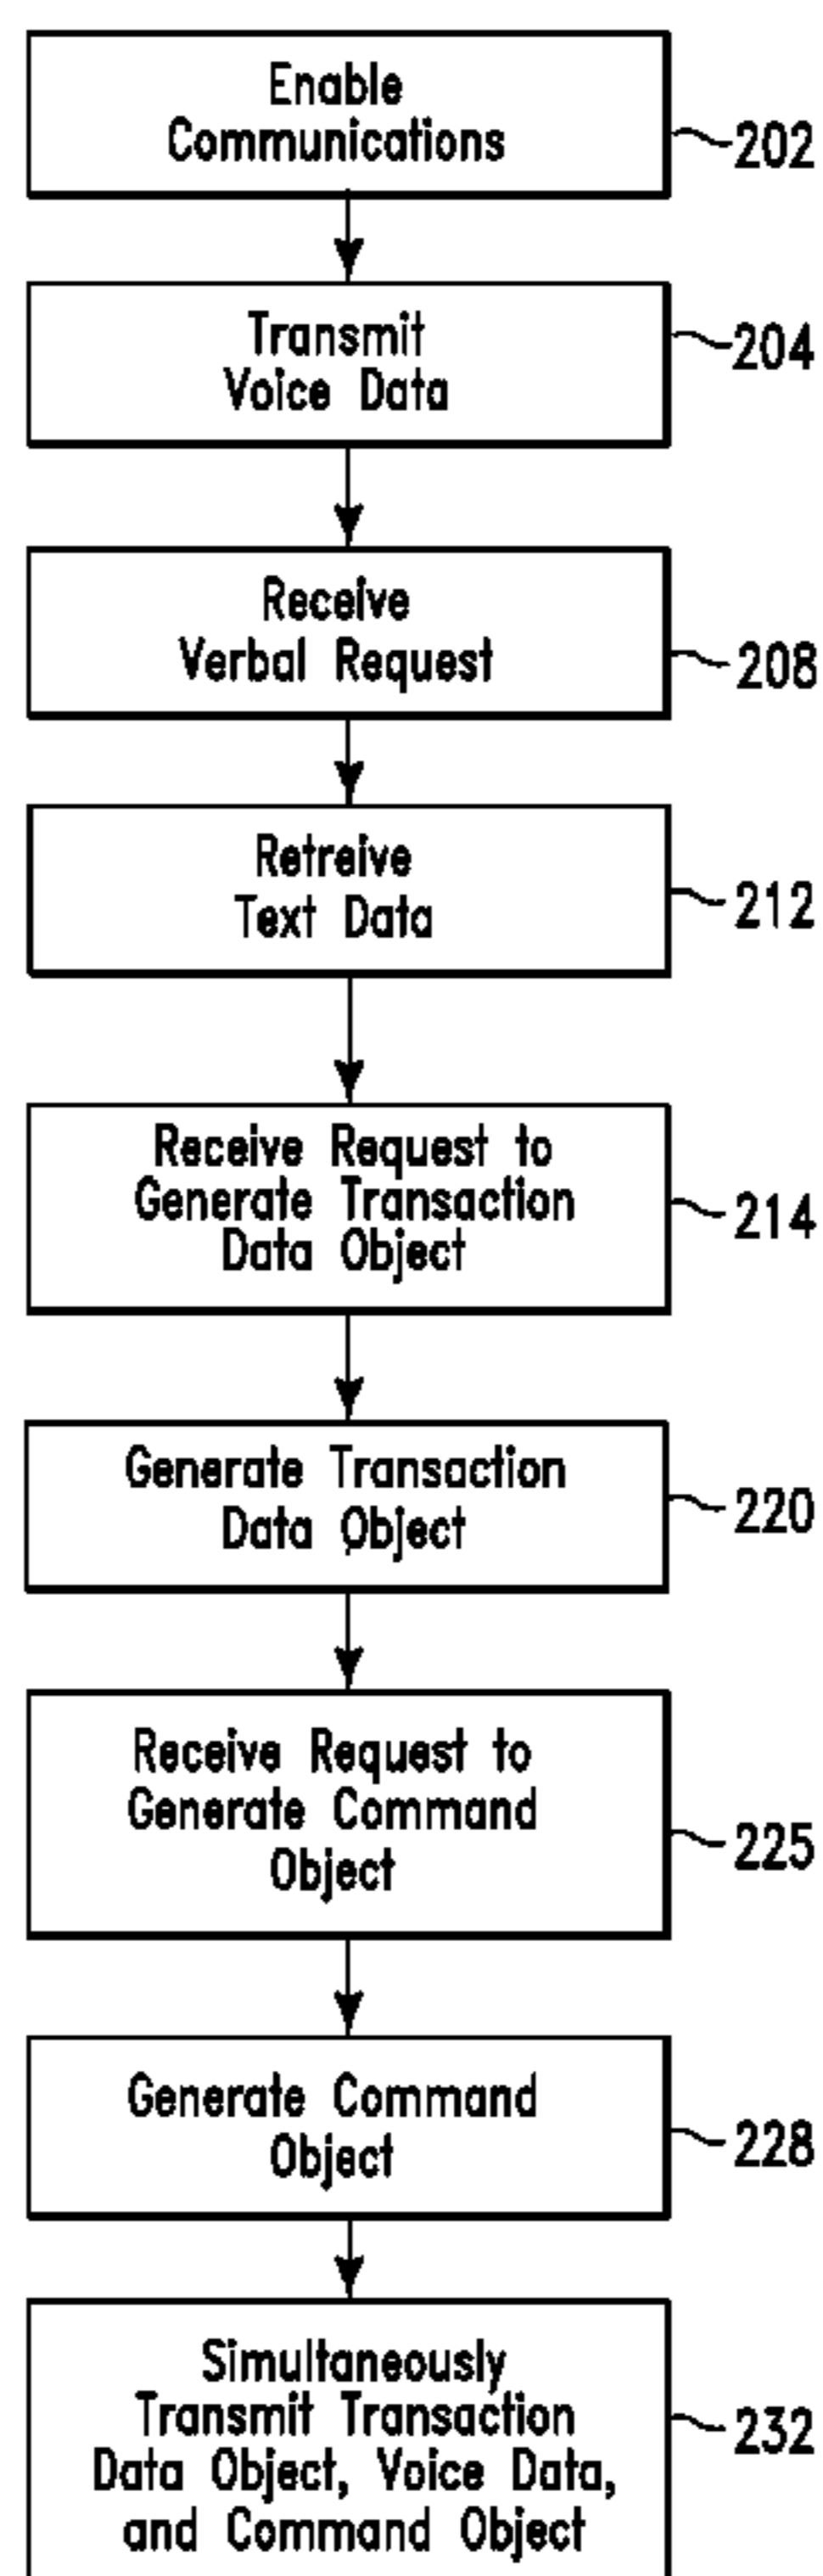 Enable
Communications
202
Transmit
Voice Data
204
Receive
Verbal Request
208
Retreive
Text Data
212
Receive Request to
Generate Transaction
Data Object
214
Generate Transaction
Data Object
220
Receive Request to
Generate Command
Object
225
Generate Command
Object
228
Simultaneously
Transmit Transaction
Data Object, Voice Data,
and Command Object
232